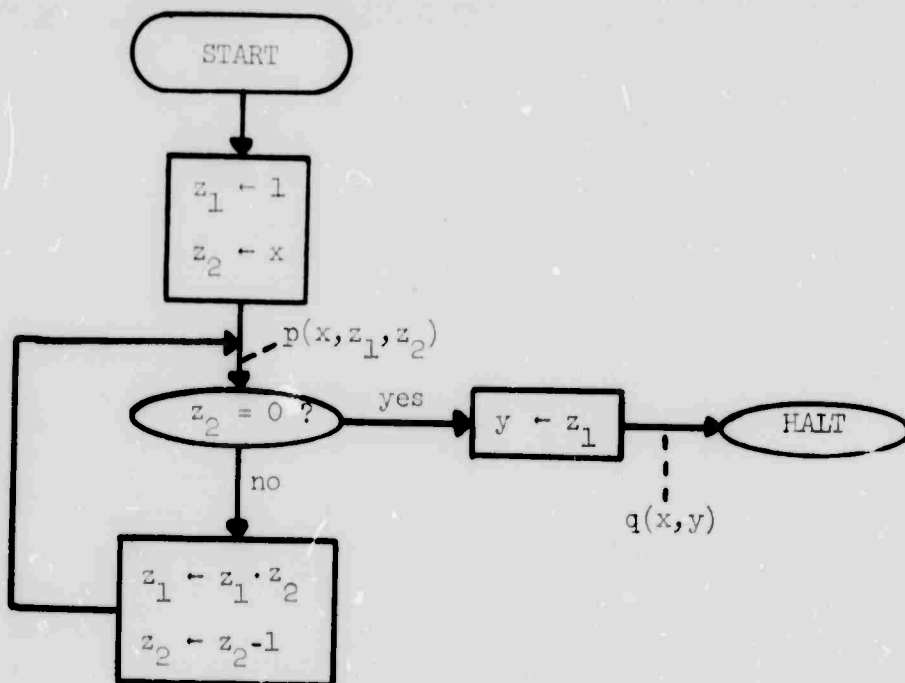 START
z₁ ← 1
z₂ ← x
p(x,z₁,z₂)
z₂ = 0 ?
yes
y ← z₁
HALT
q(x,y)
no
z₁ ← z₁·z₂
z₂ ← z₂-1